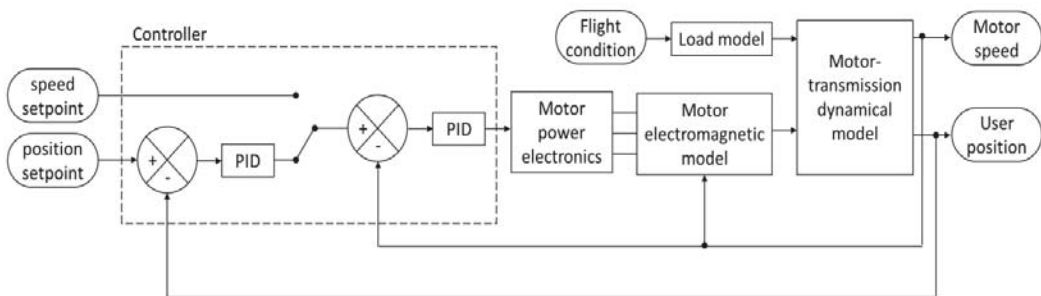 Controller
speed
setpoint
position
setpoint
+
-
PID
+
-
PID
Motor
power
electronics
Motor
electromagnetic
model
Flight
condition
Load model
Motor-
transmission
dynamical
model
Motor
speed
User
position